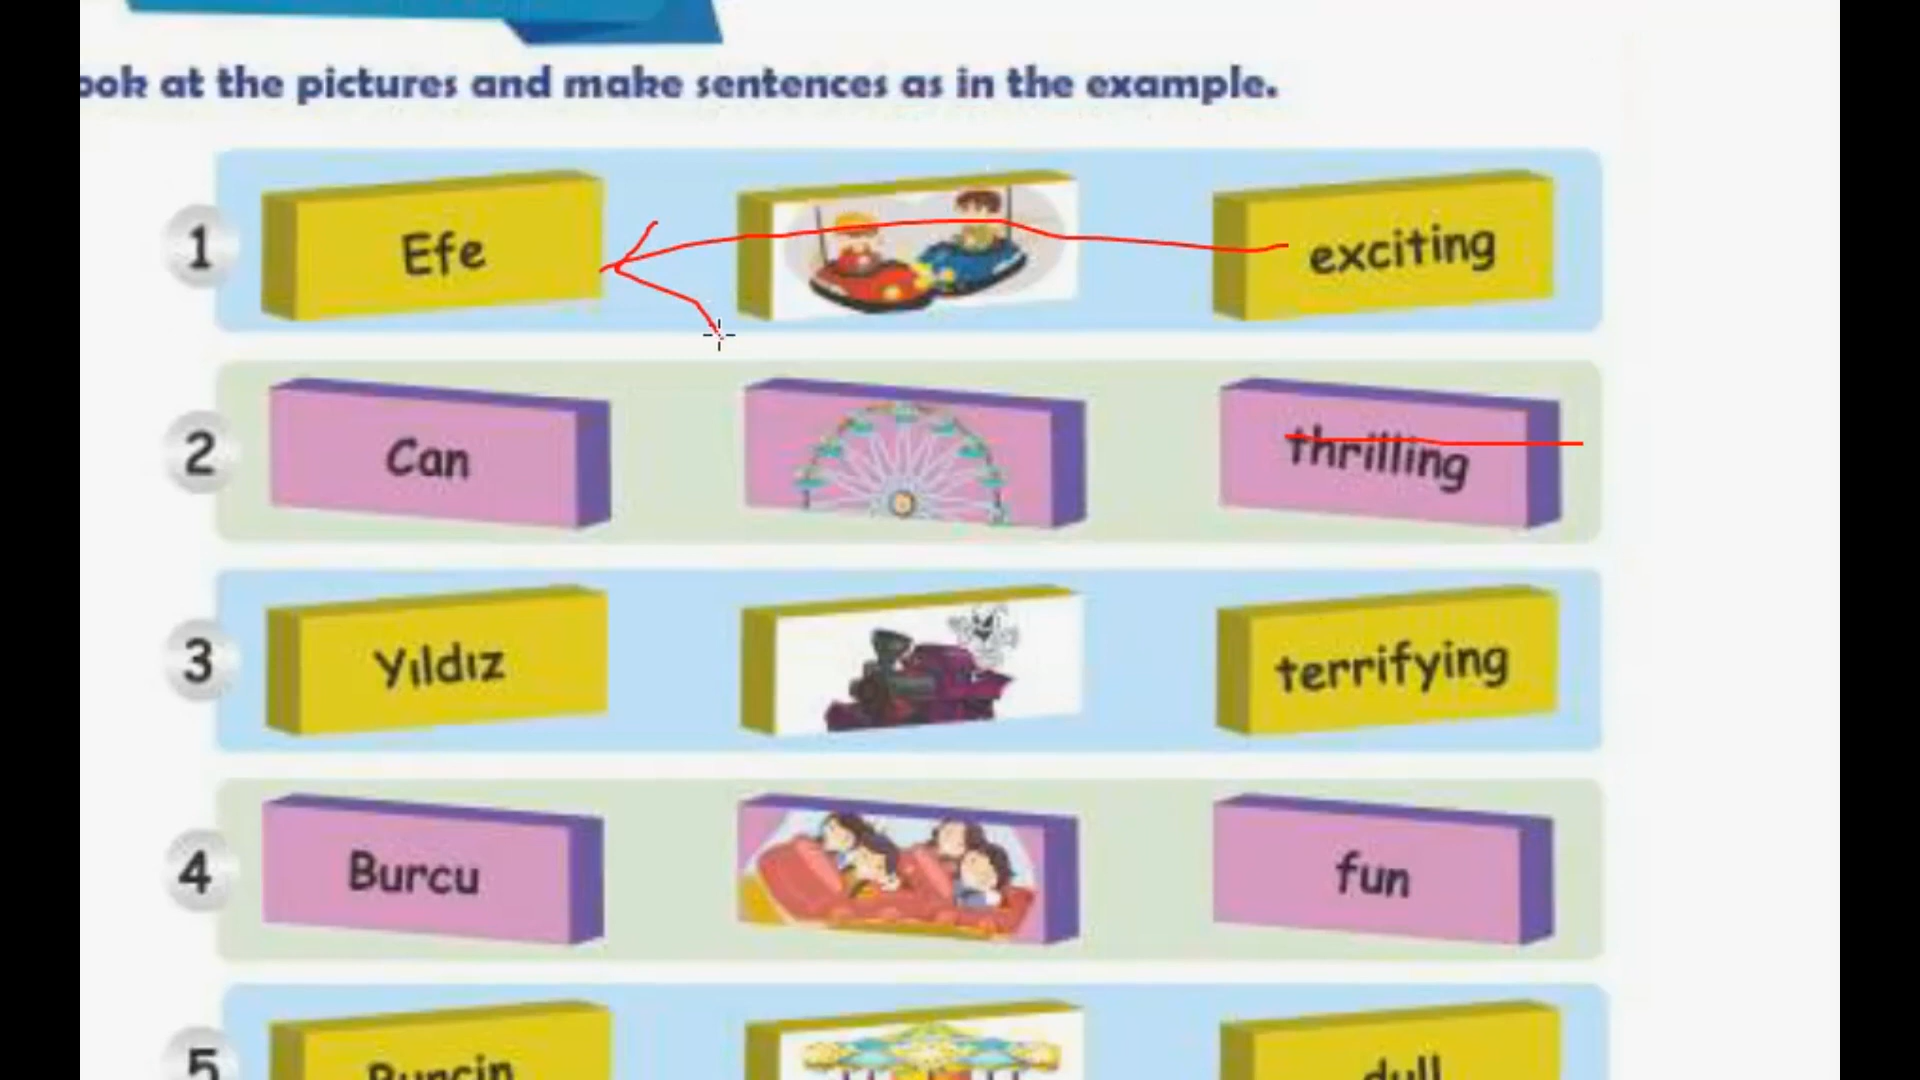 ook at the pictures and make sentences as in the example.
1 Efe exciting
2 Can thrilling
3 Yıldız terrifying
4 Burcu fun
5 dull